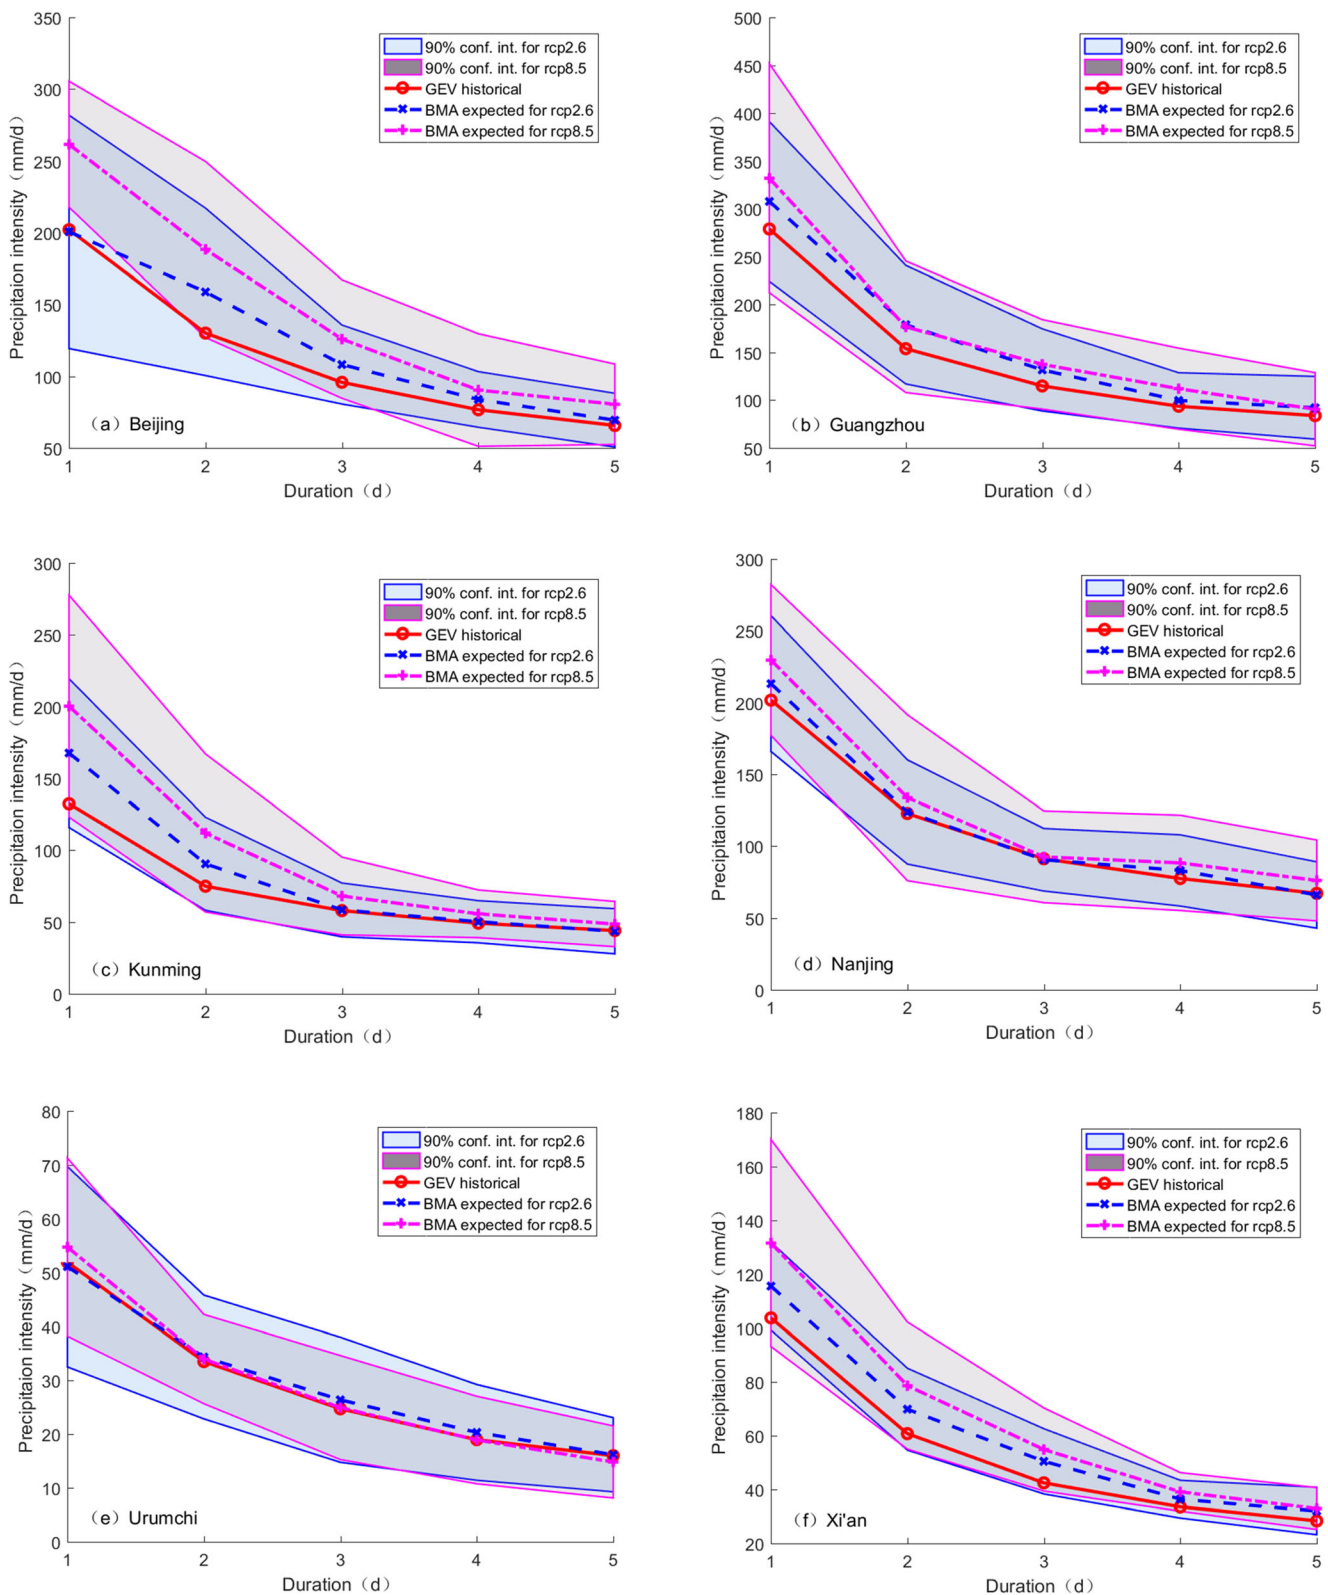 350
300
250
200
150
100
50
Precipitaion intensity（mm/d）
90% conf. int. for rcp2.6
90% conf. int. for rcp8.5
GEV historical
BMA expected for rcp2.6
BMA expected for rcp8.5
（a）Beijing
1 2 3 4 5
Duration（d）
500
450
400
350
300
250
200
150
100
50
Precipitaion intensity（mm/d）
90% conf. int. for rcp2.6
90% conf. int. for rcp8.5
GEV historical
BMA expected for rcp2.6
BMA expected for rcp8.5
（b）Guangzhou
1 2 3 4 5
Duration（d）
300
250
200
150
100
50
0
Precipitaion intensity（mm/d）
90% conf. int. for rcp2.6
90% conf. int. for rcp8.5
GEV historical
BMA expected for rcp2.6
BMA expected for rcp8.5
（c）Kunming
1 2 3 4 5
Duration（d）
300
250
200
150
100
50
0
Precipitaion intensity（mm/d）
90% conf. int. for rcp2.6
90% conf. int. for rcp8.5
GEV historical
BMA expected for rcp2.6
BMA expected for rcp8.5
（d）Nanjing
1 2 3 4 5
Duration（d）
80
70
60
50
40
30
20
10
0
Precipitaion intensity（mm/d）
90% conf. int. for rcp2.6
90% conf. int. for rcp8.5
GEV historical
BMA expected for rcp2.6
BMA expected for rcp8.5
（e）Urumchi
1 2 3 4 5
Duration（d）
180
160
140
120
100
80
60
40
20
Precipitaion intensity（mm/d）
90% conf. int. for rcp2.6
90% conf. int. for rcp8.5
GEV historical
BMA expected for rcp2.6
BMA expected for rcp8.5
（f）Xi'an
1 2 3 4 5
Duration（d）